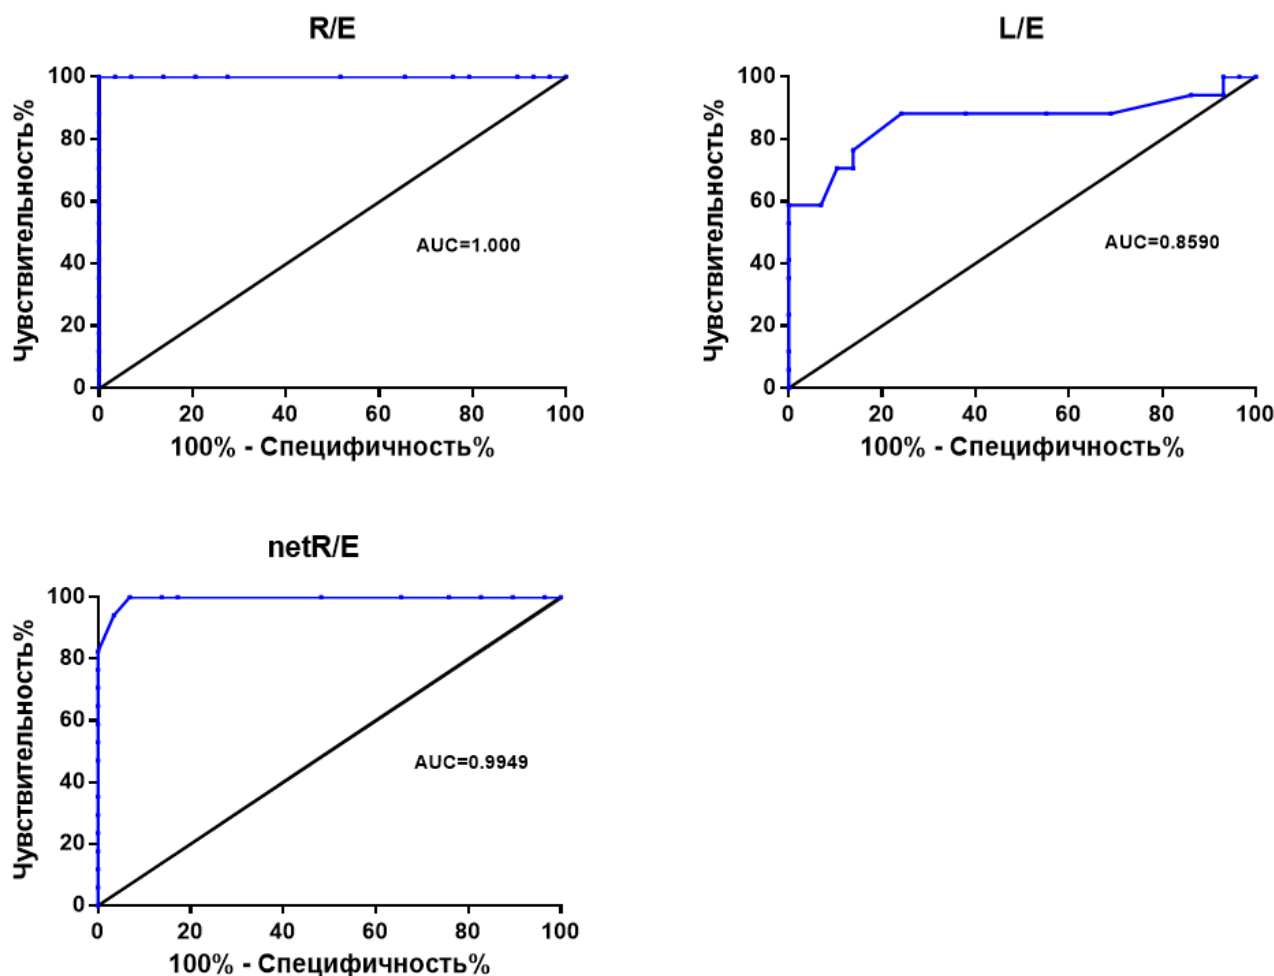 R/E
Чувствительность%
100
80
60
40
20
0
AUC=1.000
0 20 40 60 80 100
100% - Специфичность%
L/E
Чувствительность%
100
80
60
40
20
0
AUC=0.8590
0 20 40 60 80 100
100% - Специфичность%
netR/E
Чувствительность%
100
80
60
40
20
0
AUC=0.9949
0 20 40 60 80 100
100% - Специфичность%